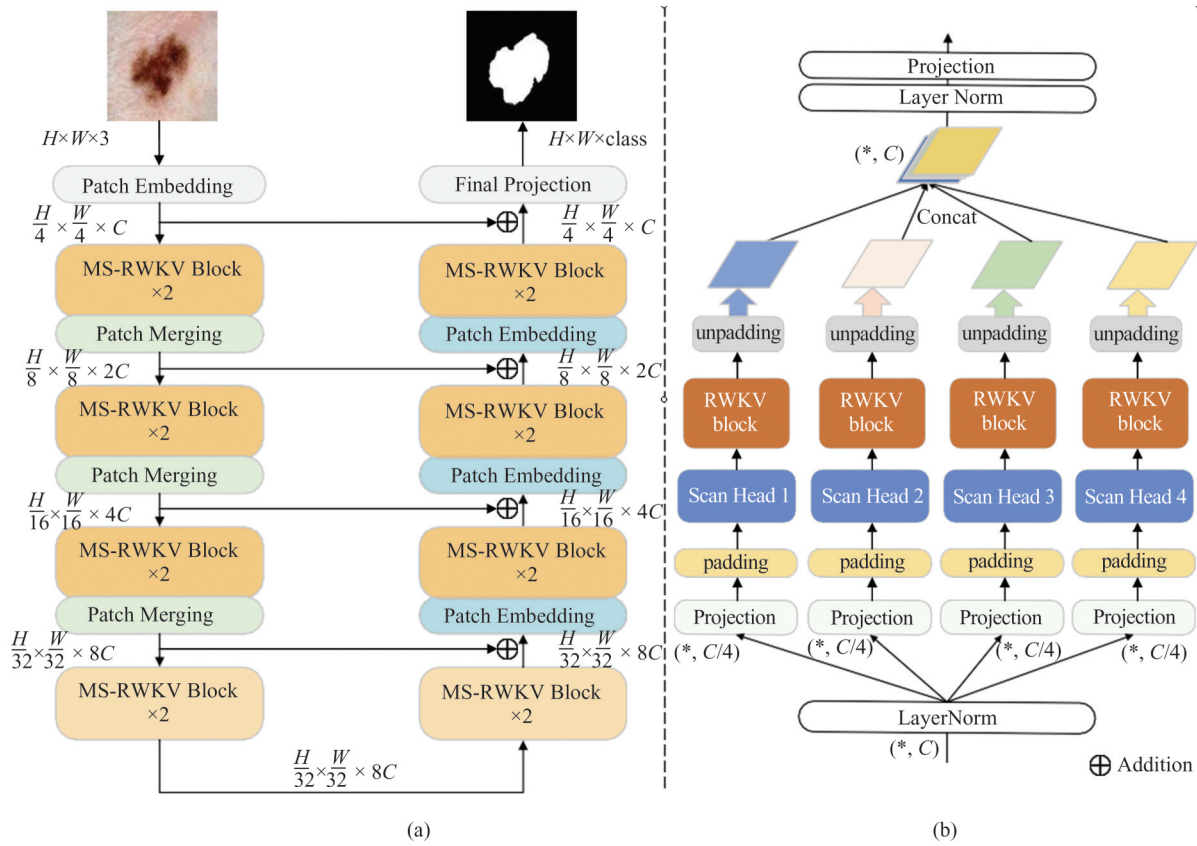 H×W×3
H×W×class
Patch Embedding
Final Projection
H/4 × W/4 × C
H/4 × W/4 × C
MS-RWKV Block
×2
MS-RWKV Block
×2
Patch Merging
Patch Embedding
H/8 × W/8 × 2C
H/8 × W/8 × 2C
MS-RWKV Block
×2
MS-RWKV Block
×2
Patch Merging
Patch Embedding
H/16 × W/16 × 4C
H/16 × W/16 × 4C
MS-RWKV Block
×2
MS-RWKV Block
×2
Patch Merging
Patch Embedding
H/32 × W/32 × 8C
H/32 × W/32 × 8C
MS-RWKV Block
×2
MS-RWKV Block
×2
H/32 × W/32 × 8C
(a)
Projection
Layer Norm
(*, C)
Concat
unpadding
unpadding
unpadding
unpadding
RWKV
block
RWKV
block
RWKV
block
RWKV
block
Scan Head 1
Scan Head 2
Scan Head 3
Scan Head 4
padding
padding
padding
padding
Projection
Projection
Projection
Projection
(*, C/4)
(*, C/4)
(*, C/4)
(*, C/4)
LayerNorm
(*, C)
⊕ Addition
(b)